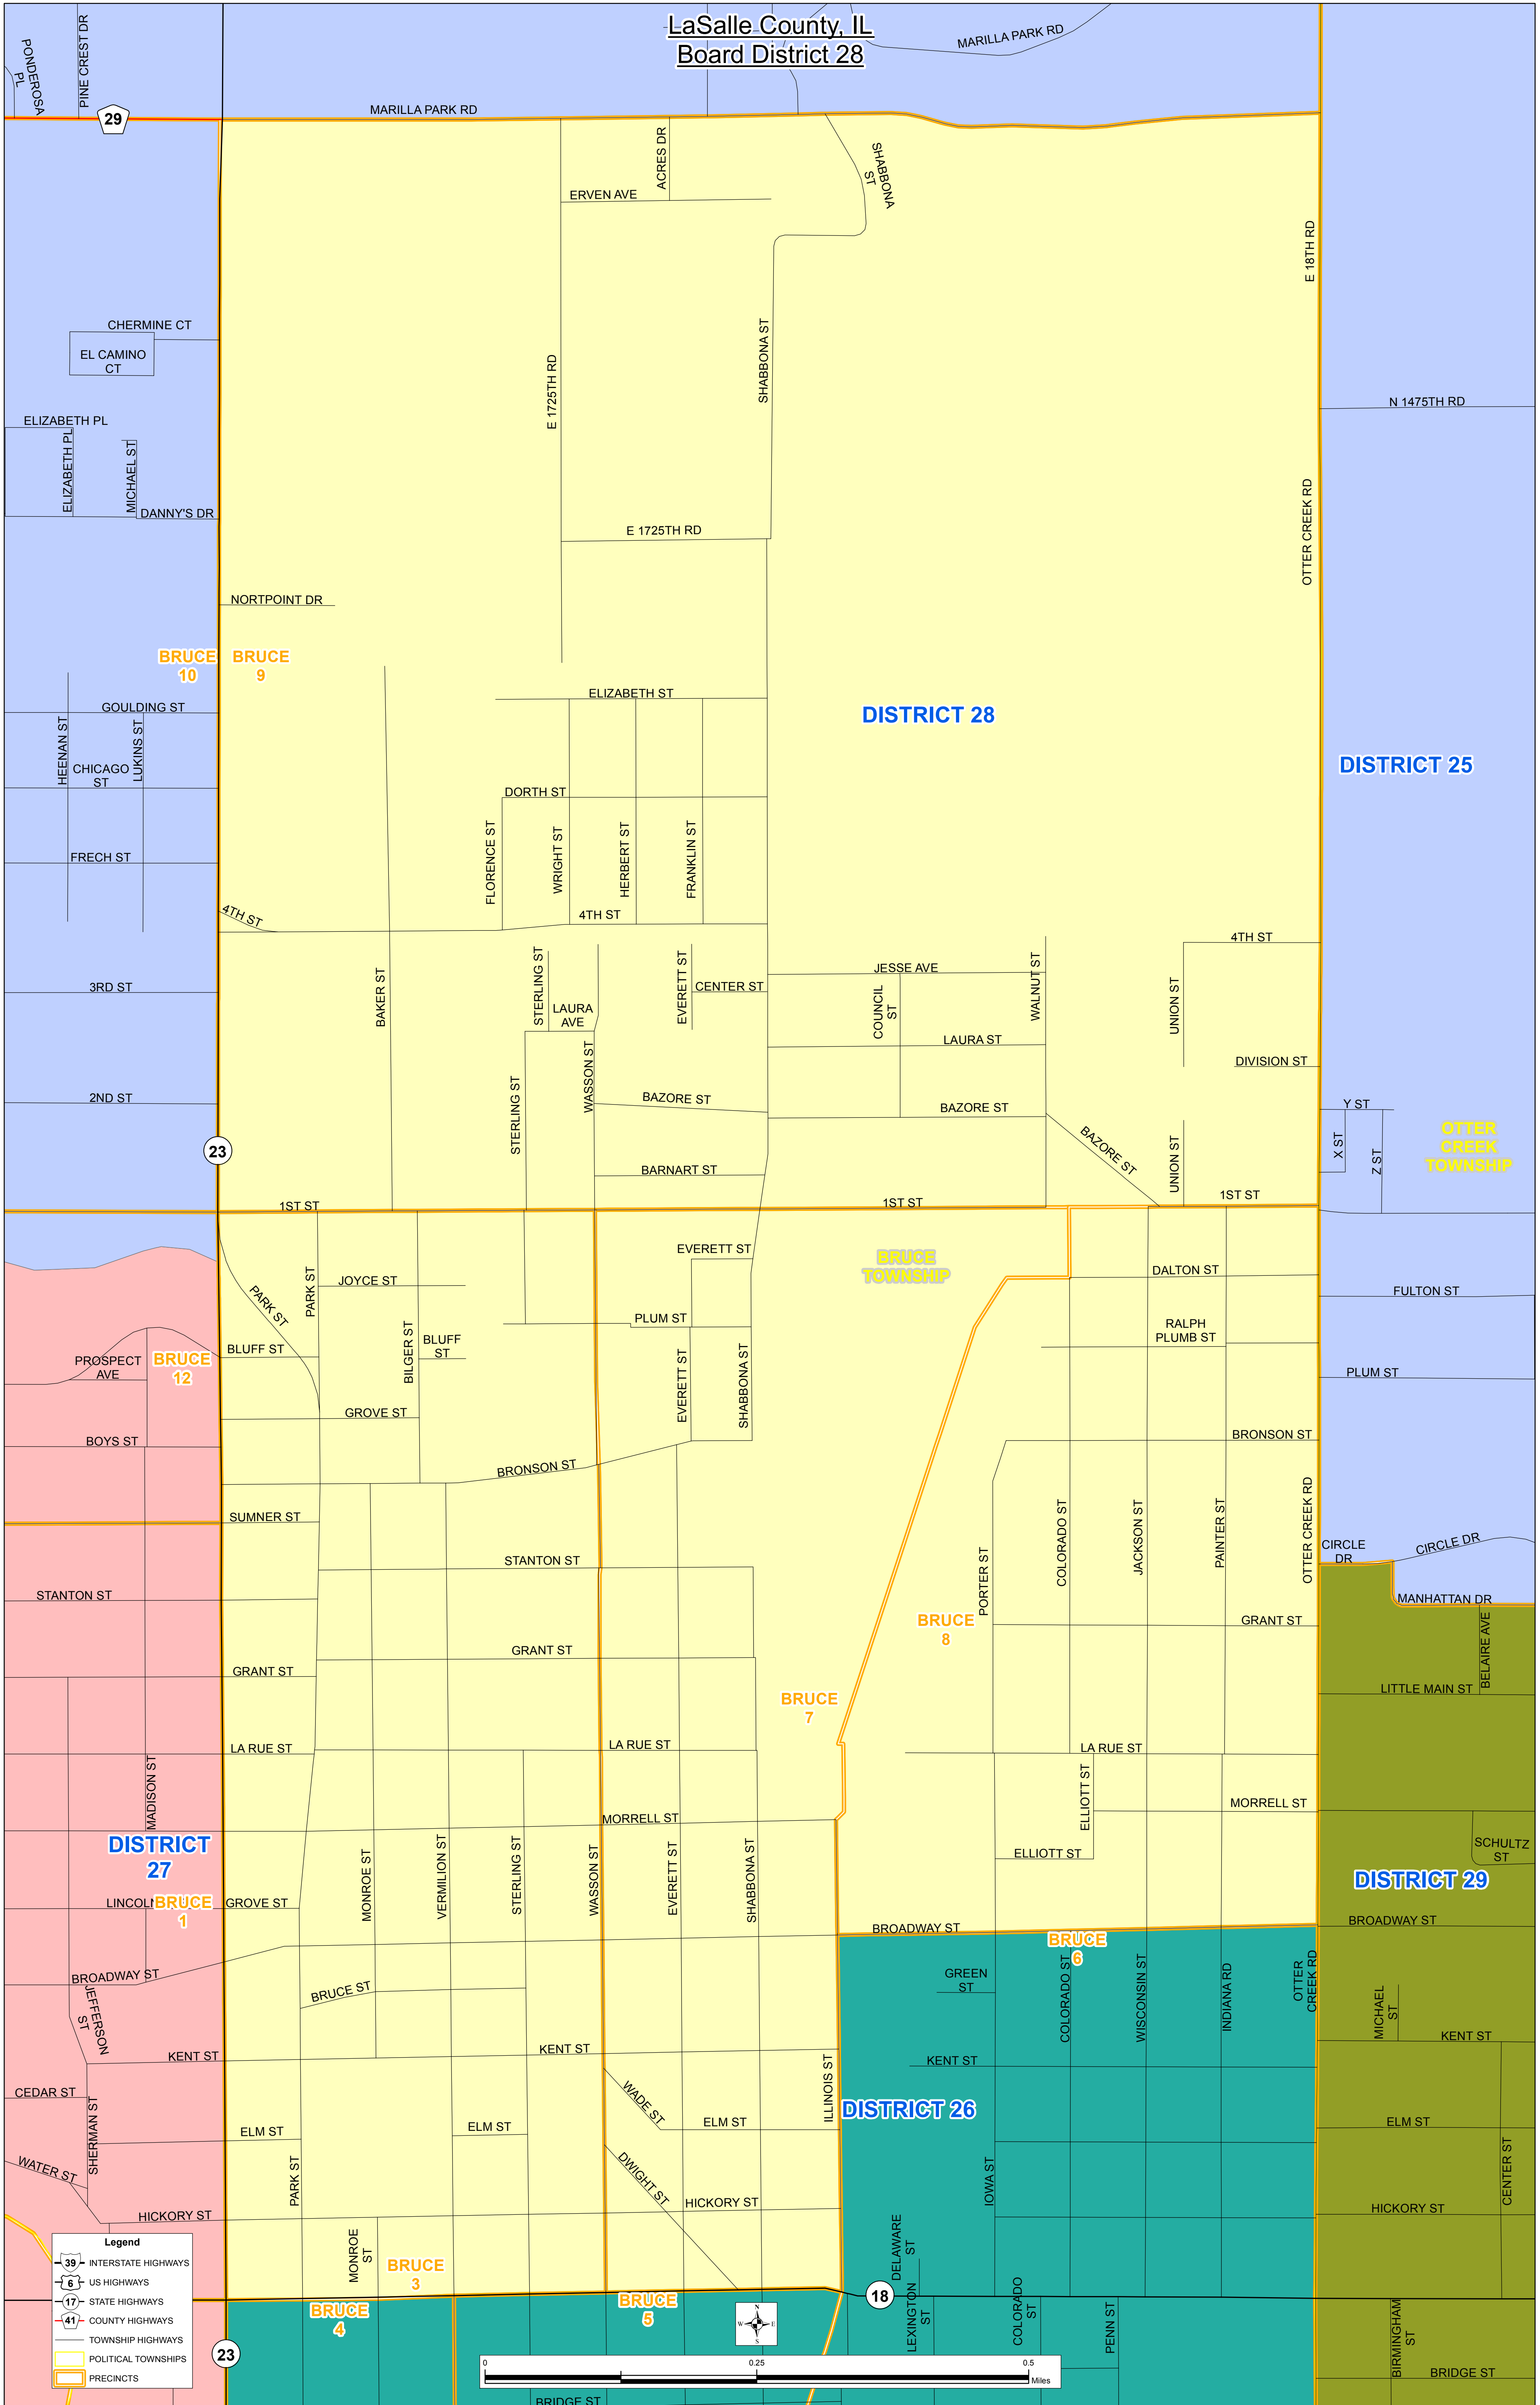 LaSalle County, IL
Board District 28
PONDEROSA
PL
PINE CREST DR
MARILLA PARK RD
29
MARILLA PARK RD
ACRES DR
SHABBONA
ST
ERVEN AVE
E 18TH RD
CHERMINE CT
EL CAMINO
CT
E 1725TH RD
SHABBONA ST
N 1475TH RD
ELIZABETH PL
ELIZABETH PL
MICHAEL ST
DANNY'S DR
E 1725TH RD
OTTER CREEK RD
NORTPOINT DR
BRUCE
10
BRUCE
9
ELIZABETH ST
DISTRICT 28
GOULDING ST
HEENAN ST
LUKINS ST
CHICAGO
ST
DISTRICT 25
DORTH ST
FLORENCE ST
WRIGHT ST
HERBERT ST
FRANKLIN ST
FRECH ST
4TH ST
4TH ST
4TH ST
3RD ST
BAKER ST
STERLING ST
LAURA
AVE
EVERETT ST
CENTER ST
JESSE AVE
COUNCIL
ST
WALNUT ST
UNION ST
LAURA ST
DIVISION ST
WASSON ST
STERLING ST
2ND ST
BAZORE ST
BAZORE ST
BAZORE ST
UNION ST
Y ST
X ST
Z ST
OTTER
CREEK
TOWNSHIP
23
BARNART ST
1ST ST
1ST ST
1ST ST
EVERETT ST
BRUCE
TOWNSHIP
DALTON ST
PARK ST
PARK ST
JOYCE ST
FULTON ST
PLUM ST
RALPH
PLUMB ST
BLUFF ST
BILGER ST
BLUFF
ST
PROSPECT
AVE
BRUCE
12
EVERETT ST
SHABBONA ST
PLUM ST
GROVE ST
BOYS ST
BRONSON ST
BRONSON ST
SUMNER ST
PORTER ST
COLORADO ST
JACKSON ST
PAINTER ST
OTTER CREEK RD
CIRCLE
DR
CIRCLE DR
STANTON ST
STANTON ST
MANHATTAN DR
BRUCE
8
GRANT ST
BELAIRE AVE
GRANT ST
GRANT ST
BRUCE
7
LITTLE MAIN ST
LA RUE ST
LA RUE ST
LA RUE ST
MADISON ST
ELLIOTT ST
MORRELL ST
MORRELL ST
DISTRICT
27
MONROE ST
VERMILION ST
STERLING ST
WASSON ST
EVERETT ST
SHABBONA ST
ELLIOTT ST
SCHULTZ
ST
DISTRICT 29
LINCOLN
BRUCE
1
GROVE ST
BROADWAY ST
BROADWAY ST
BRUCE
6
BROADWAY ST
JEFFERSON
ST
BRUCE ST
GREEN
ST
COLORADO ST
WISCONSIN ST
INDIANA RD
OTTER
CREEK RD
MICHAEL
ST
KENT ST
KENT ST
KENT ST
KENT ST
CEDAR ST
SHERMAN ST
WADE ST
ILLINOIS ST
DISTRICT 26
ELM ST
ELM ST
ELM ST
ELM ST
WATER ST
PARK ST
DWIGHT ST
IOWA ST
CENTER ST
HICKORY ST
HICKORY ST
HICKORY ST
MONROE
ST
BRUCE
3
DELAWARE
ST
18
BRUCE
4
BRUCE
5
LEXINGTON
ST
COLORADO
ST
PENN ST
BIRMINGHAM
ST
23
BRIDGE ST
BRIDGE ST
Legend
39 INTERSTATE HIGHWAYS
6 US HIGHWAYS
17 STATE HIGHWAYS
41 COUNTY HIGHWAYS
TOWNSHIP HIGHWAYS
POLITICAL TOWNSHIPS
PRECINCTS
N
W E
S
0 0.25 0.5
Miles